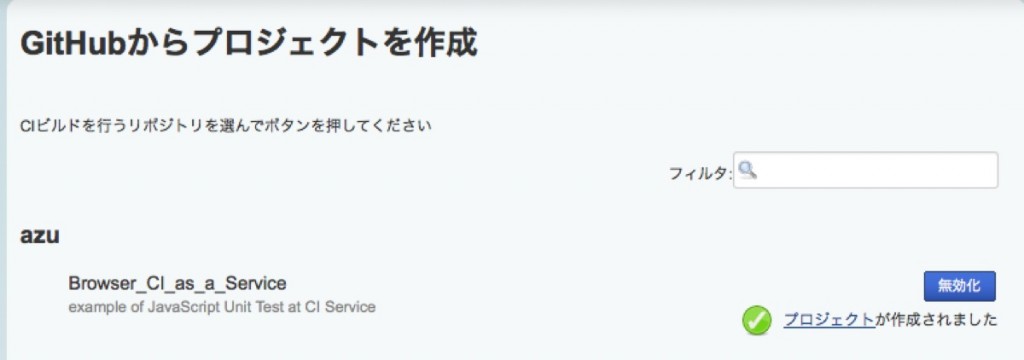 GitHubからプロジェクトを作成
CIビルドを行うリポジトリを選んでボタンを押してください
フィルタ:
azu
Browser_CI_as_a_Service
無効化
example of JavaScript Unit Test at CI Service
プロジェクトが作成されました